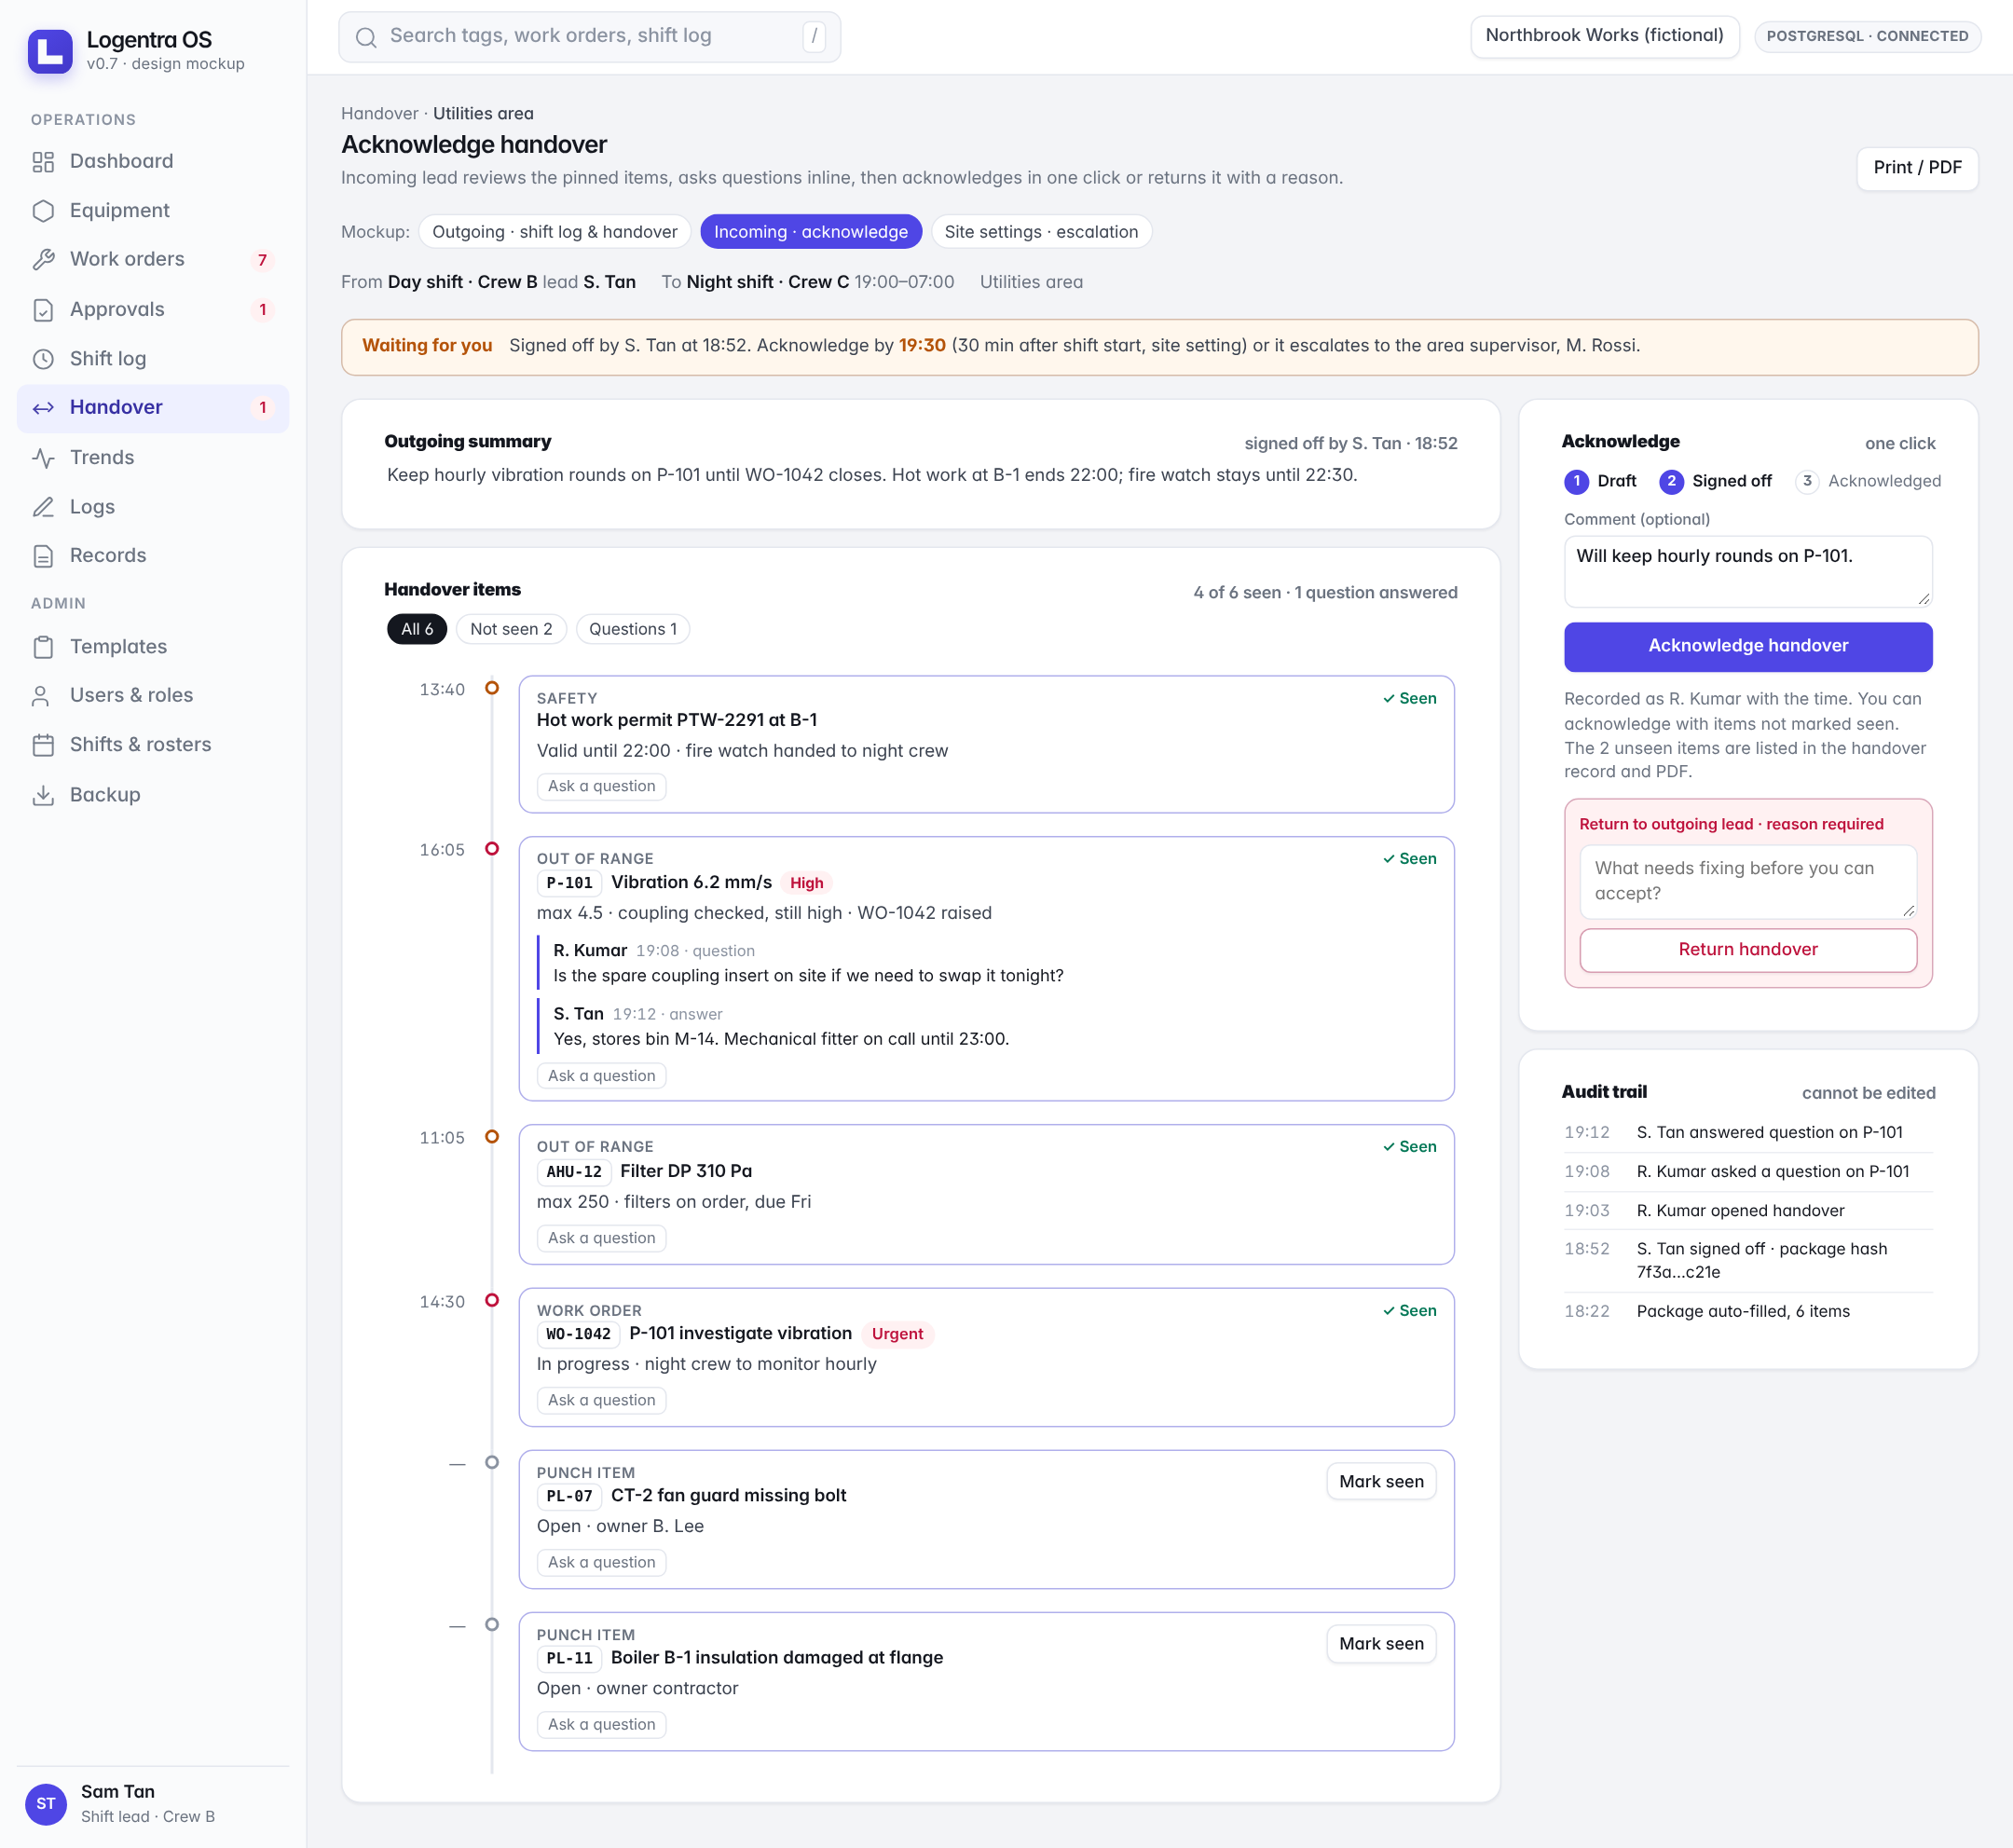 Logentra OS
v0.7 · design mockup
OPERATIONS
Dashboard
Equipment
Work orders 7
Approvals 1
Shift log
Handover 1
Trends
Logs
Records
ADMIN
Templates
Users & roles
Shifts & rosters
Backup
ST
Sam Tan
Shift lead · Crew B
Search tags, work orders, shift log /
Northbrook Works (fictional)
POSTGRESQL · CONNECTED
Handover · Utilities area
Acknowledge handover
Incoming lead reviews the pinned items, asks questions inline, then acknowledges in one click or returns it with a reason.
Print / PDF
Mockup: Outgoing · shift log & handover Incoming · acknowledge Site settings · escalation
From Day shift · Crew B lead S. Tan To Night shift · Crew C 19:00–07:00 Utilities area
Waiting for you Signed off by S. Tan at 18:52. Acknowledge by 19:30 (30 min after shift start, site setting) or it escalates to the area supervisor, M. Rossi.
Outgoing summary signed off by S. Tan · 18:52
Keep hourly vibration rounds on P-101 until WO-1042 closes. Hot work at B-1 ends 22:00; fire watch stays until 22:30.
Handover items 4 of 6 seen · 1 question answered
All 6 Not seen 2 Questions 1
13:40
SAFETY ✓ Seen
Hot work permit PTW-2291 at B-1
Valid until 22:00 · fire watch handed to night crew
Ask a question
16:05
OUT OF RANGE ✓ Seen
P-101 Vibration 6.2 mm/s High
max 4.5 · coupling checked, still high · WO-1042 raised
R. Kumar 19:08 · question
Is the spare coupling insert on site if we need to swap it tonight?
S. Tan 19:12 · answer
Yes, stores bin M-14. Mechanical fitter on call until 23:00.
Ask a question
11:05
OUT OF RANGE ✓ Seen
AHU-12 Filter DP 310 Pa
max 250 · filters on order, due Fri
Ask a question
14:30
WORK ORDER ✓ Seen
WO-1042 P-101 investigate vibration Urgent
In progress · night crew to monitor hourly
Ask a question
—
PUNCH ITEM Mark seen
PL-07 CT-2 fan guard missing bolt
Open · owner B. Lee
Ask a question
—
PUNCH ITEM Mark seen
PL-11 Boiler B-1 insulation damaged at flange
Open · owner contractor
Ask a question
Acknowledge one click
1 Draft 2 Signed off 3 Acknowledged
Comment (optional)
Will keep hourly rounds on P-101.
Acknowledge handover
Recorded as R. Kumar with the time. You can
acknowledge with items not marked seen.
The 2 unseen items are listed in the handover
record and PDF.
Return to outgoing lead · reason required
What needs fixing before you can
accept?
Return handover
Audit trail cannot be edited
19:12 S. Tan answered question on P-101
19:08 R. Kumar asked a question on P-101
19:03 R. Kumar opened handover
18:52 S. Tan signed off · package hash
7f3a…c21e
18:22 Package auto-filled, 6 items